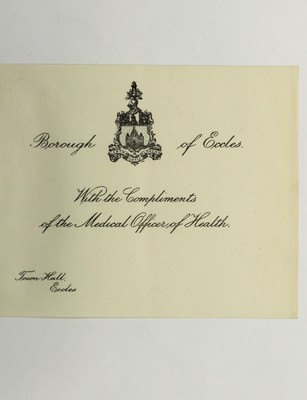 Borough of Eccles.
With the Compliments
of the Medical Officer of Health.
Town Hall,
Eccles